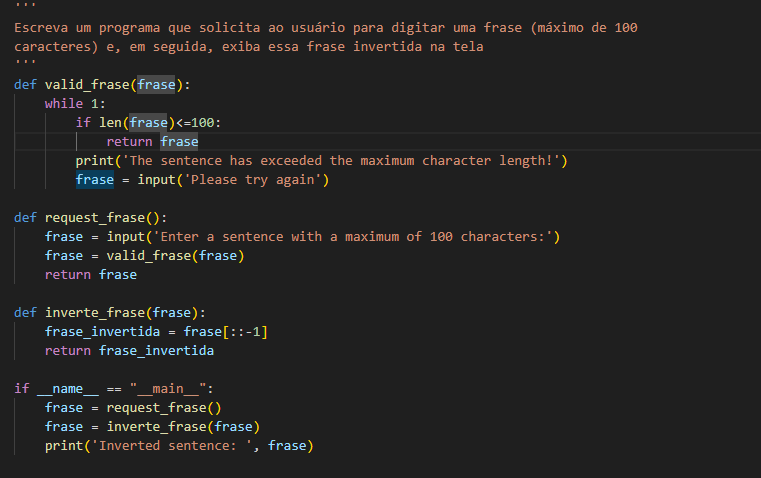 '''
Escreva um programa que solicita ao usuário para digitar uma frase (máximo de 100
caracteres) e, em seguida, exiba essa frase invertida na tela
'''
def valid_frase(frase):
    while 1:
        if len(frase)<=100:
            return frase
        print('The sentence has exceeded the maximum character length!')
        frase = input('Please try again')

def request_frase():
    frase = input('Enter a sentence with a maximum of 100 characters:')
    frase = valid_frase(frase)
    return frase

def inverte_frase(frase):
    frase_invertida = frase[::-1]
    return frase_invertida

if __name__ == "__main__":
    frase = request_frase()
    frase = inverte_frase(frase)
    print('Inverted sentence: ', frase)